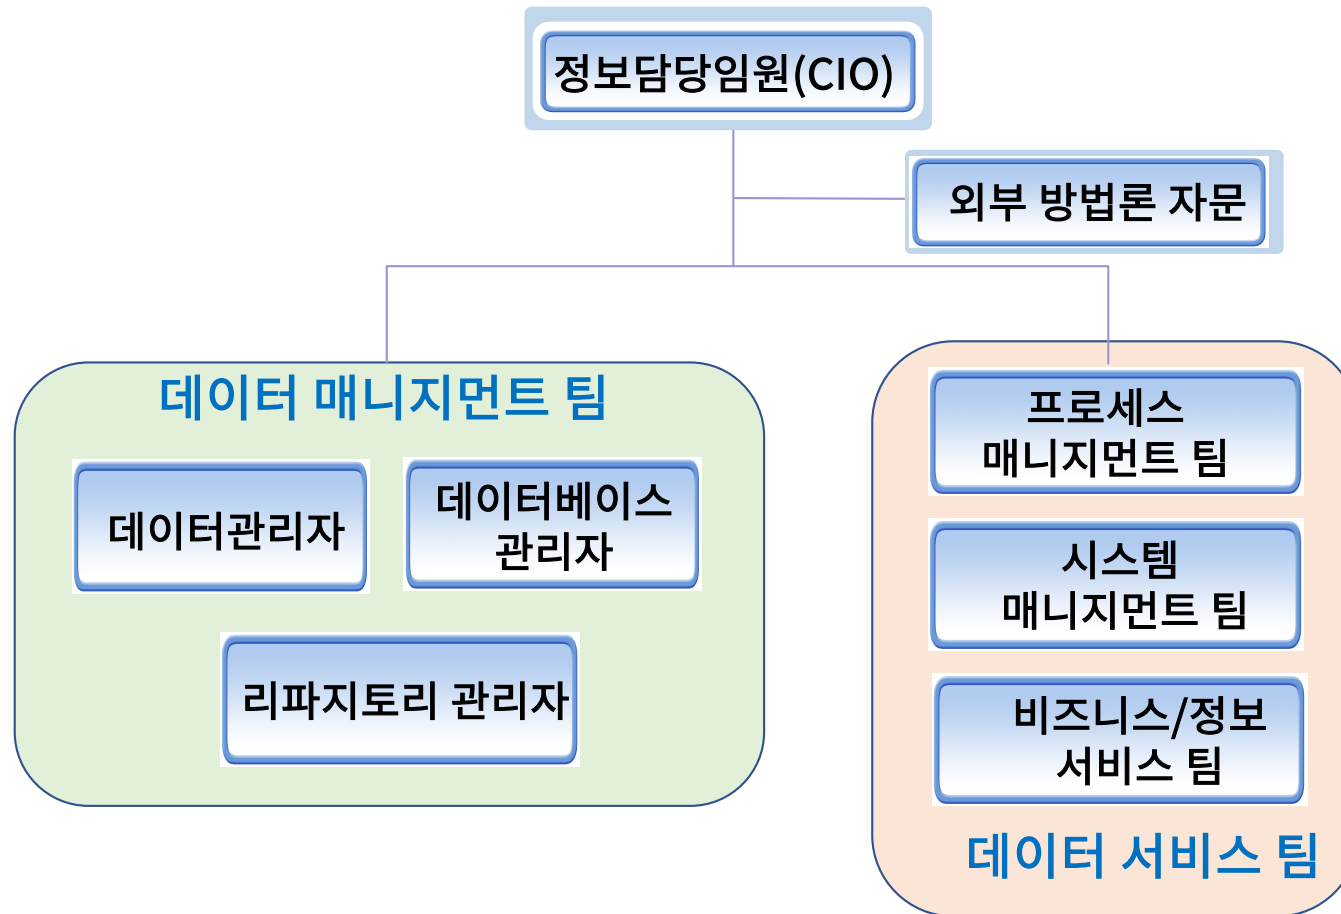 정보담당임원(CIO)
외부 방법론 자문
데이터 매니지먼트 팀
데이터관리자
데이터베이스
관리자
리파지토리 관리자
프로세스
매니지먼트 팀
시스템
매니지먼트 팀
비즈니스/정보
서비스 팀
데이터 서비스 팀